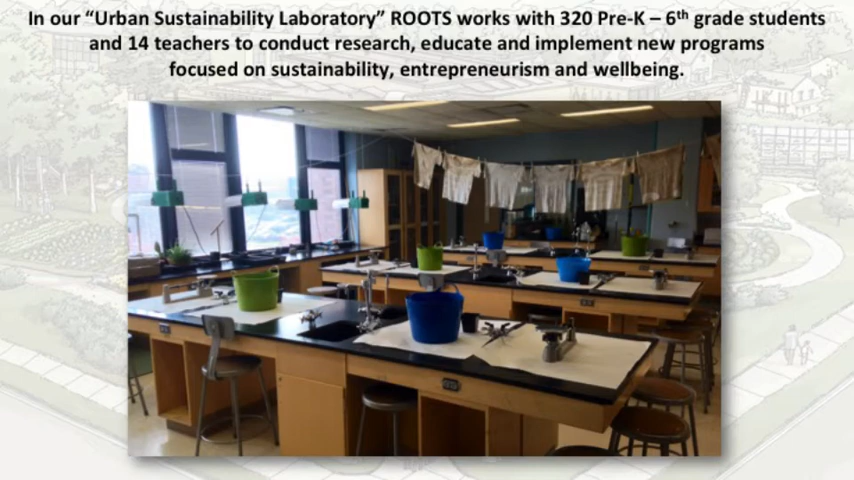 In our “Urban Sustainability Laboratory” ROOTS works with 320 Pre-K – 6th grade students
and 14 teachers to conduct research, educate and implement new programs
focused on sustainability, entrepreneurism and wellbeing.